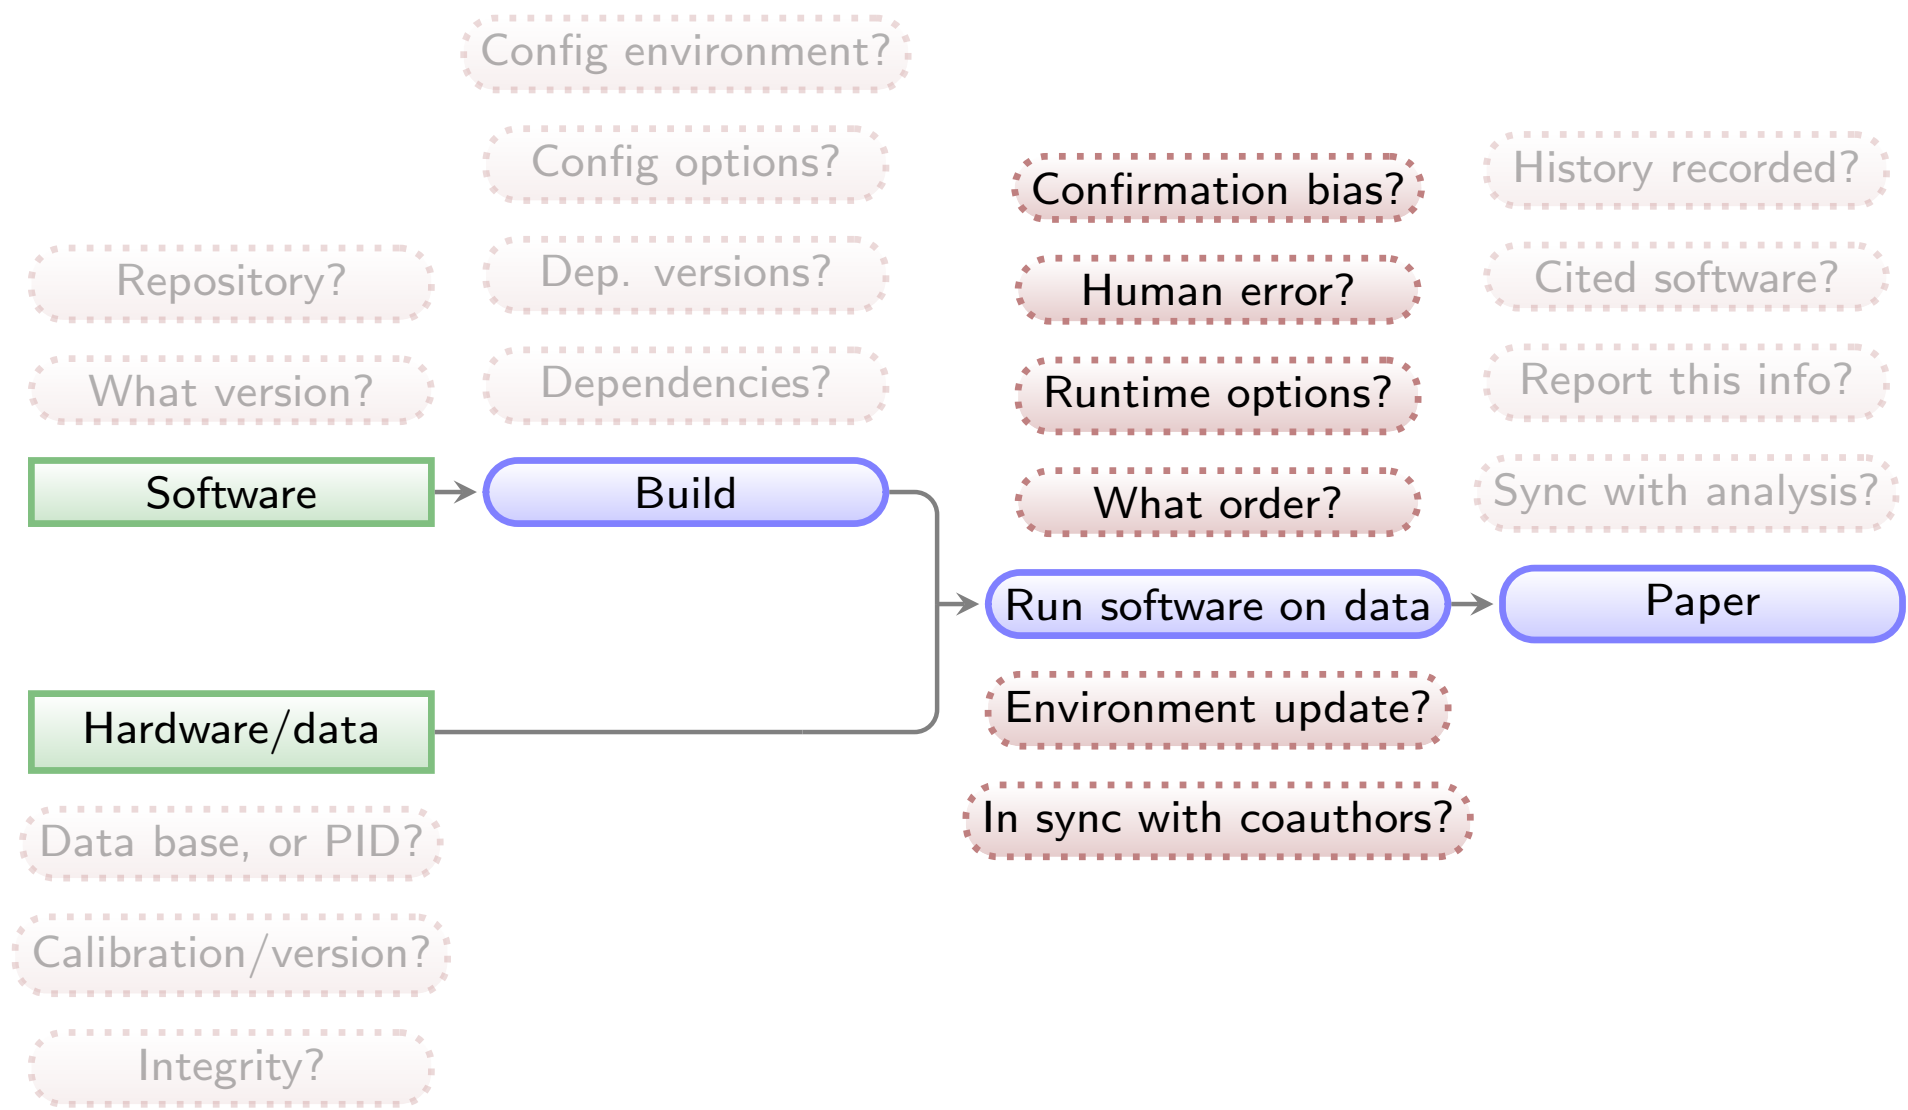 Config environment?
Config options?
Dep. versions?
Dependencies?
Repository?
What version?
Software
Build
Hardware/data
Data base, or PID?
Calibration/version?
Integrity?
Confirmation bias?
Human error?
Runtime options?
What order?
Run software on data
Environment update?
In sync with coauthors?
History recorded?
Cited software?
Report this info?
Sync with analysis?
Paper